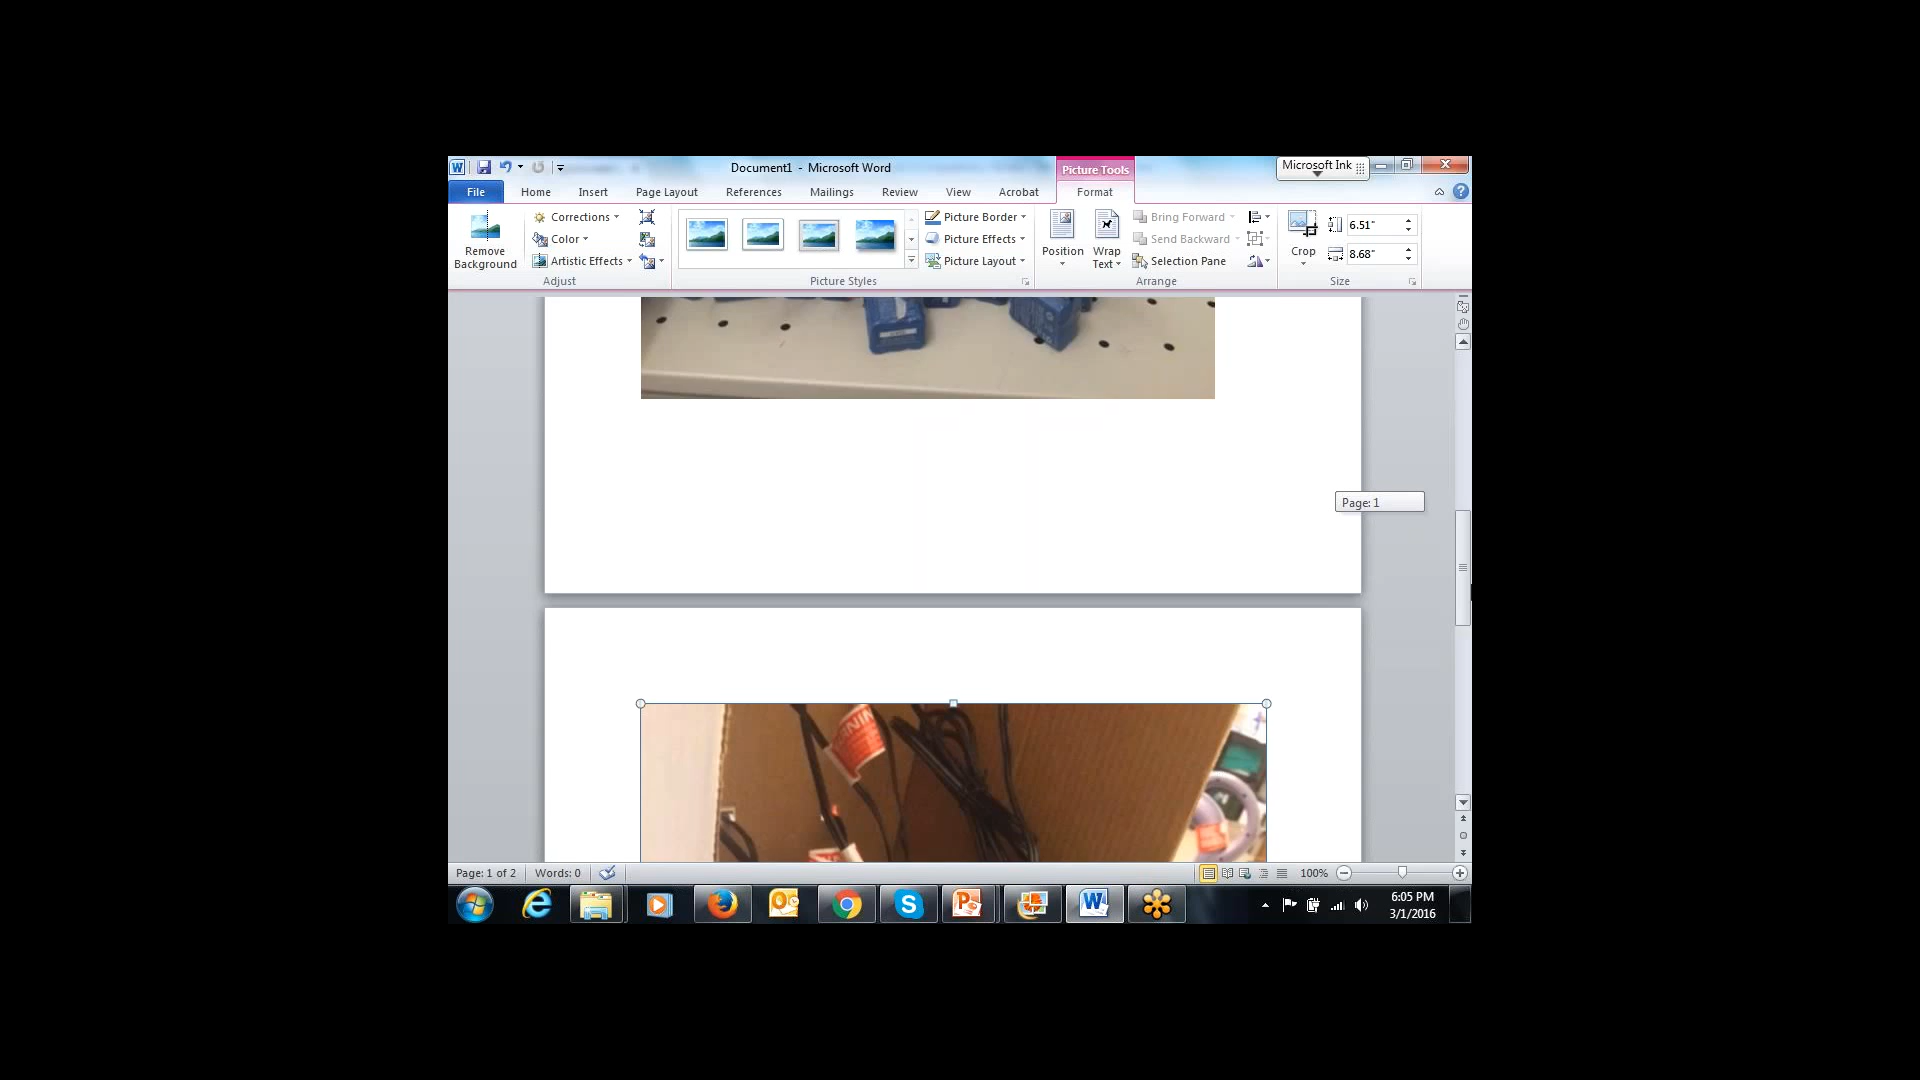 Document1 - Microsoft Word
Picture Tools
Microsoft Ink
File Home Insert Page Layout References Mailings Review View Acrobat Format
Remove Background
Corrections
Color
Artistic Effects
Adjust
Picture Border
Picture Effects
Picture Layout
Picture Styles
Position
Wrap Text
Bring Forward
Send Backward
Selection Pane
Arrange
Crop
6.51"
8.68"
Size
Page: 1
Page: 1 of 2 Words: 0
100%
6:05 PM
3/1/2016